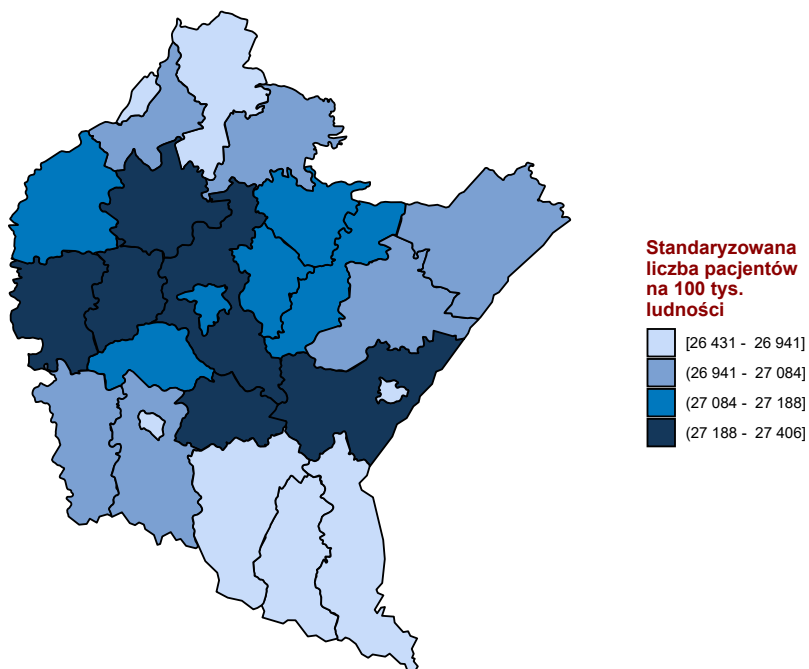 Standaryzowana
liczba pacjentów
na 100 tys.
ludności
[26 431 - 26 941]
(26 941 - 27 084]
(27 084 - 27 188]
(27 188 - 27 406]